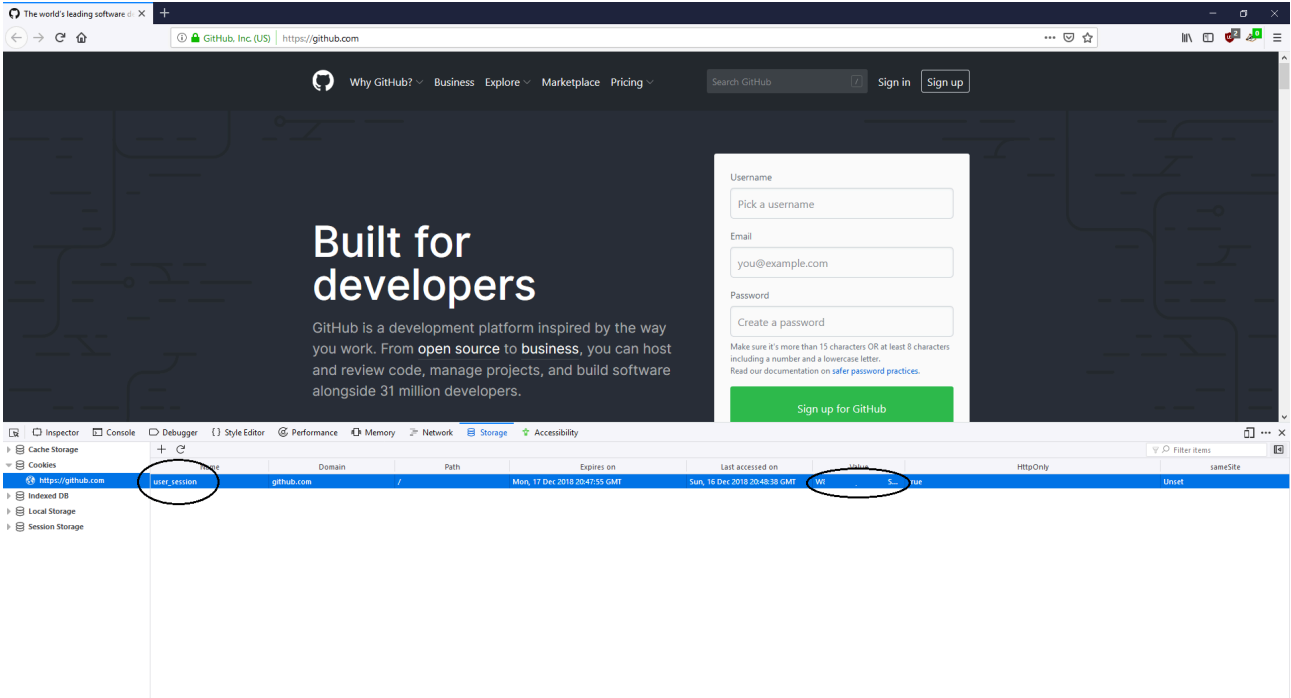 The world's leading software de
GitHub, Inc. (US) https://github.com
2 0
Why GitHub? Business Explore Marketplace Pricing Search GitHub / Sign in Sign up
Built for
developers
GitHub is a development platform inspired by the way
you work. From open source to business, you can host
and review code, manage projects, and build software
alongside 31 million developers.
Username
Pick a username
Email
you@example.com
Password
Create a password
Make sure it's more than 15 characters OR at least 8 characters
including a number and a lowercase letter.
Read our documentation on safer password practices.
Sign up for GitHub
Inspector Console Debugger {} Style Editor Performance Memory Network Storage Accessibility
Cache Storage
Cookies
https://github.com
Indexed DB
Local Storage
Session Storage
Filter items
Name Domain Path Expires on Last accessed on Value HttpOnly sameSite
user_session github.com / Mon, 17 Dec 2018 20:47:55 GMT Sun, 16 Dec 2018 20:48:38 GMT S... true Unset